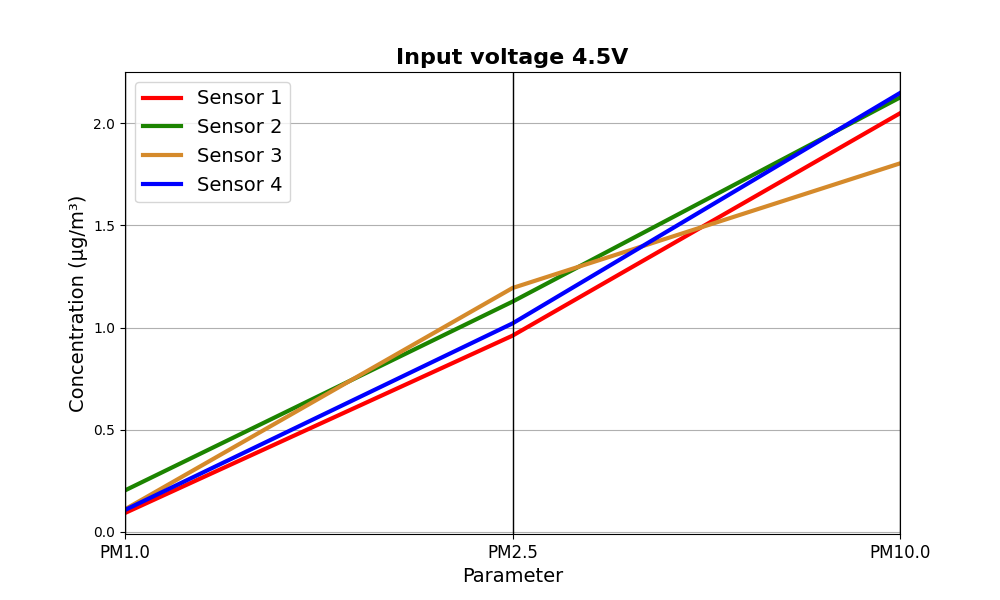 Input voltage 4.5V
Sensor 1
Sensor 2
Sensor 3
Sensor 4
Concentration (µg/m³)
2.0
1.5
1.0
0.5
0.0
PM1.0 PM2.5 PM10.0
Parameter